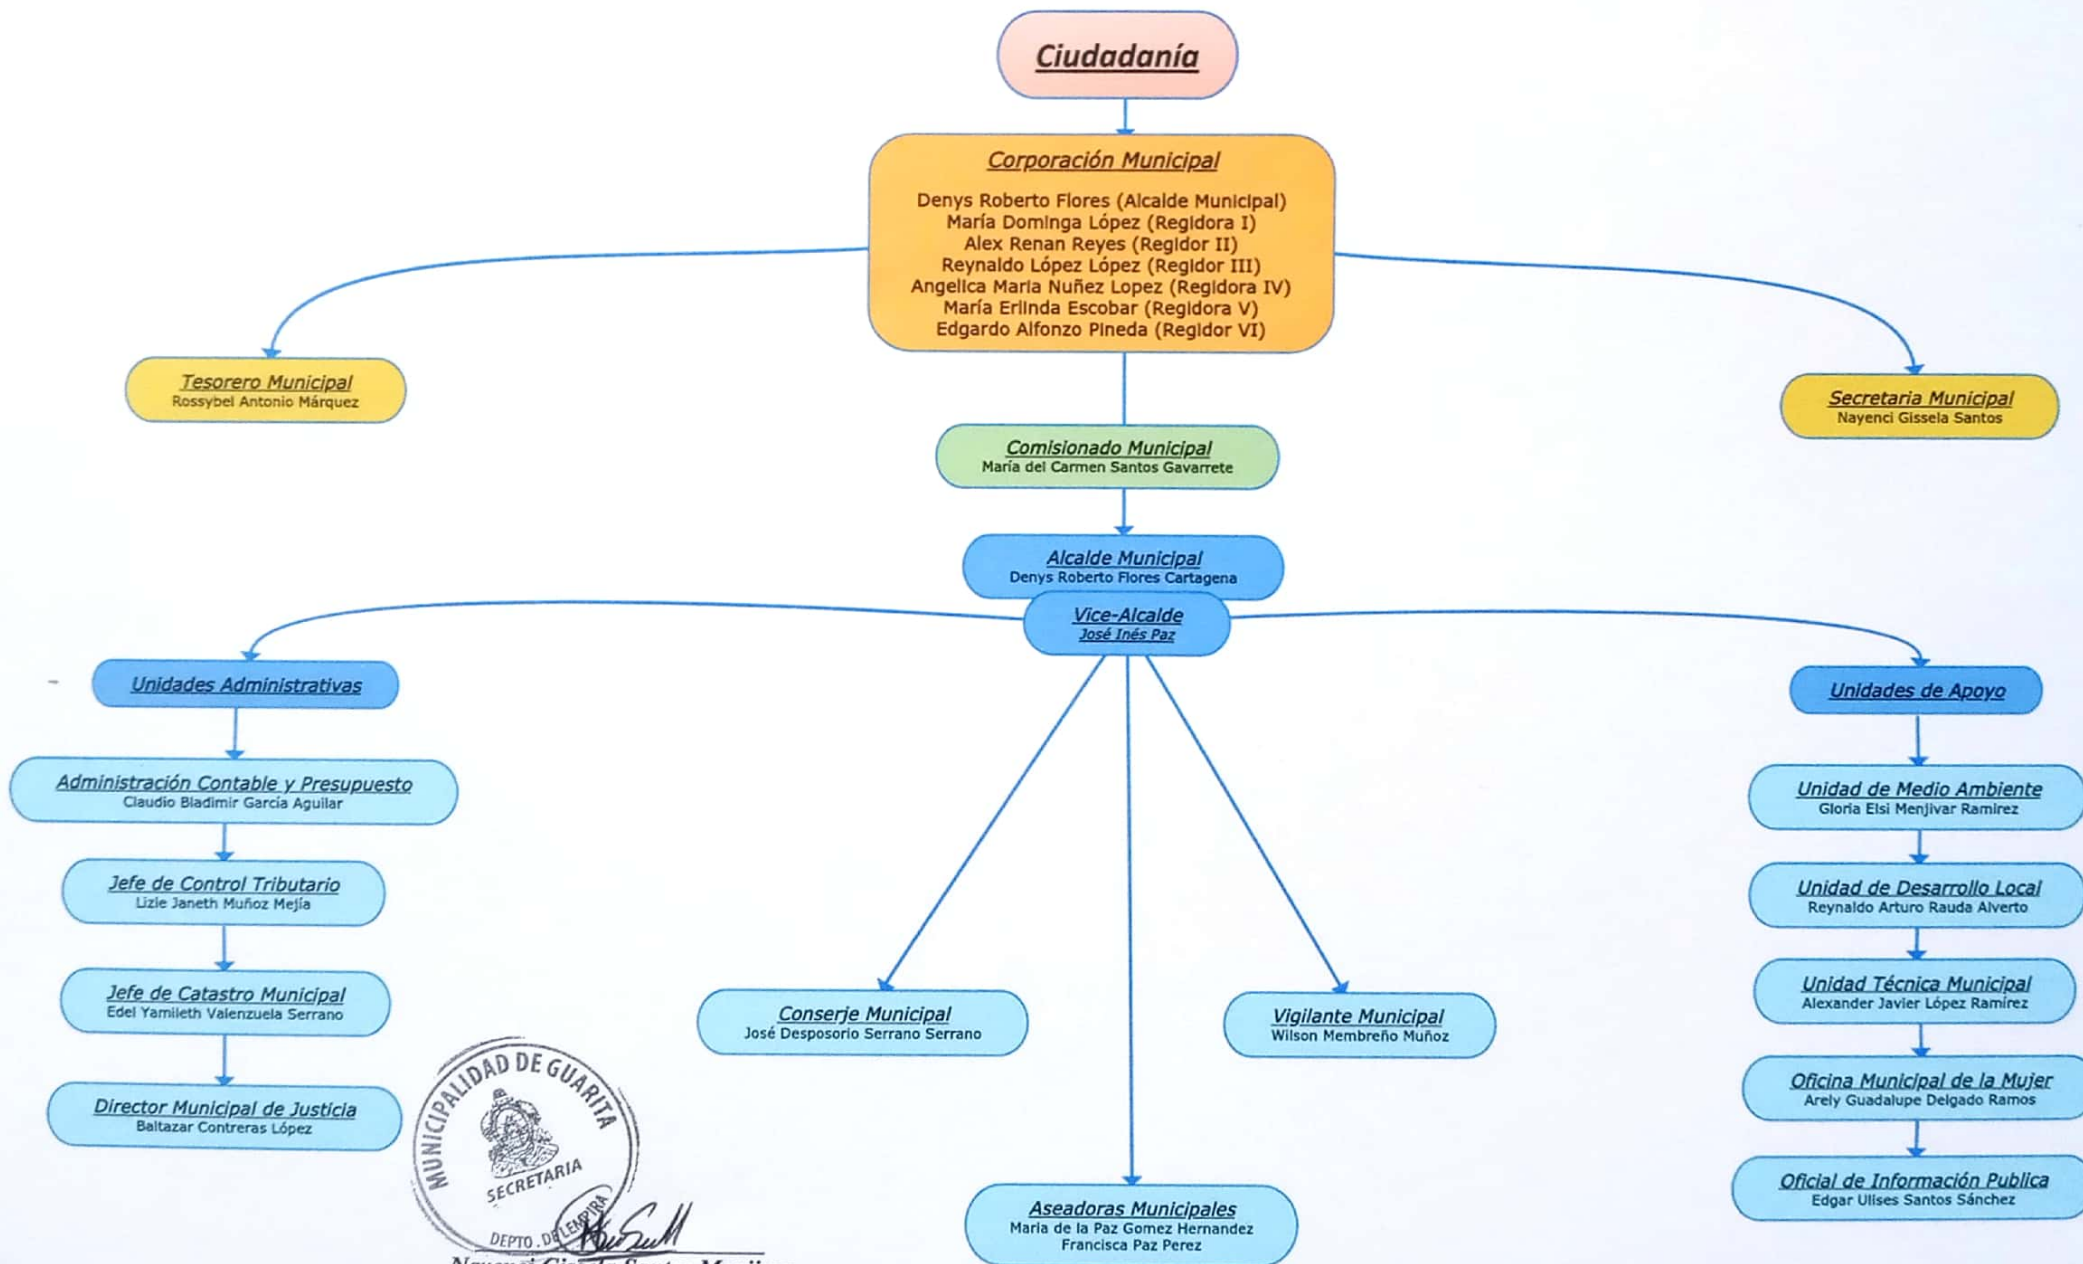 Ciudadanía
Corporación Municipal
Denys Roberto Flores (Alcalde Municipal)
María Dominga López (Regidora I)
Alex Renan Reyes (Regidor II)
Reynaldo López López (Regidor III)
Angelica Maria Nuñez Lopez (Regidora IV)
María Erlinda Escobar (Regidora V)
Edgardo Alfonzo Pineda (Regidor VI)
Tesorero Municipal
Rossybel Antonio Márquez
Secretaria Municipal
Nayenci Gissela Santos
Comisionado Municipal
María del Carmen Santos Gavarrete
Alcalde Municipal
Denys Roberto Flores Cartagena
Vice-Alcalde
José Inés Paz
Unidades Administrativas
Administración Contable y Presupuesto
Claudio Bladimir García Aguilar
Jefe de Control Tributario
Lizie Janeth Muñoz Mejía
Jefe de Catastro Municipal
Edel Yamileth Valenzuela Serrano
Director Municipal de Justicia
Baltazar Contreras López
Conserje Municipal
José Desposorio Serrano Serrano
Vigilante Municipal
Wilson Membreño Muñoz
Aseadoras Municipales
Maria de la Paz Gomez Hernandez
Francisca Paz Perez
Unidades de Apoyo
Unidad de Medio Ambiente
Gloria Elsi Menjivar Ramirez
Unidad de Desarrollo Local
Reynaldo Arturo Rauda Alverto
Unidad Técnica Municipal
Alexander Javier López Ramírez
Oficina Municipal de la Mujer
Arely Guadalupe Delgado Ramos
Oficial de Información Publica
Edgar Ulises Santos Sánchez
MUNICIPALIDAD DE GUARITA
SECRETARIA
DEPTO. DE LEMPIRA
Santos